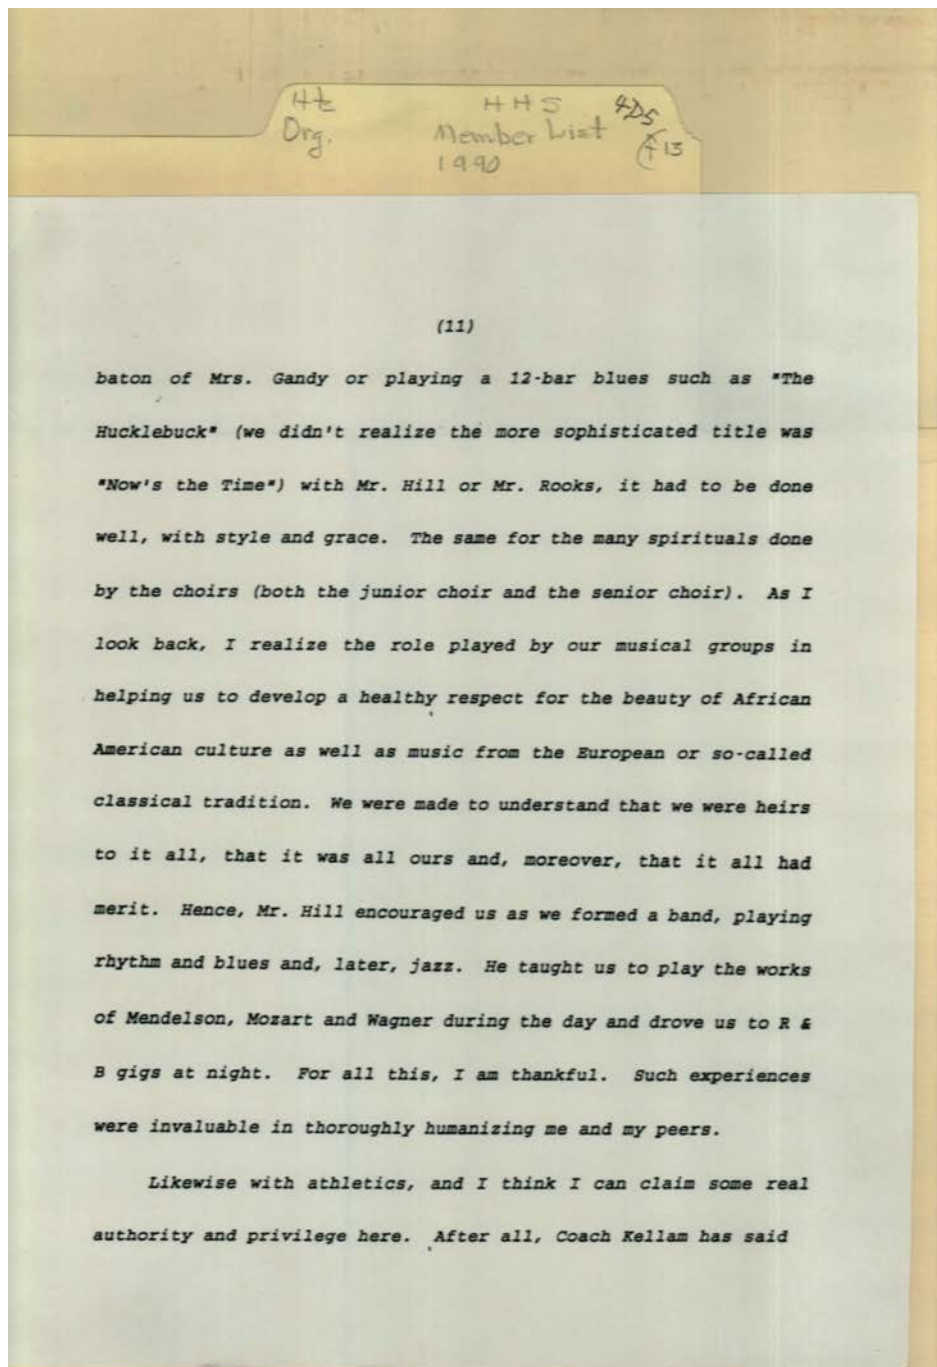 Ht HHS 4DS
Org. Member List
1990 13
(11)
baton of Mrs. Gandy or playing a 12-bar blues such as "The
Hucklebuck" (we didn't realize the more sophisticated title was
"Now's the Time") with Mr. Hill or Mr. Rooks, it had to be done
well, with style and grace. The same for the many spirituals done
by the choirs (both the junior choir and the senior choir). As I
look back, I realize the role played by our musical groups in
helping us to develop a healthy respect for the beauty of African
American culture as well as music from the European or so-called
classical tradition. We were made to understand that we were heirs
to it all, that it was all ours and, moreover, that it all had
merit. Hence, Mr. Hill encouraged us as we formed a band, playing
rhythm and blues and, later, jazz. He taught us to play the works
of Mendelson, Mozart and Wagner during the day and drove us to R &
B gigs at night. For all this, I am thankful. Such experiences
were invaluable in thoroughly humanizing me and my peers.
Likewise with athletics, and I think I can claim some real
authority and privilege here. After all, Coach Kellam has said